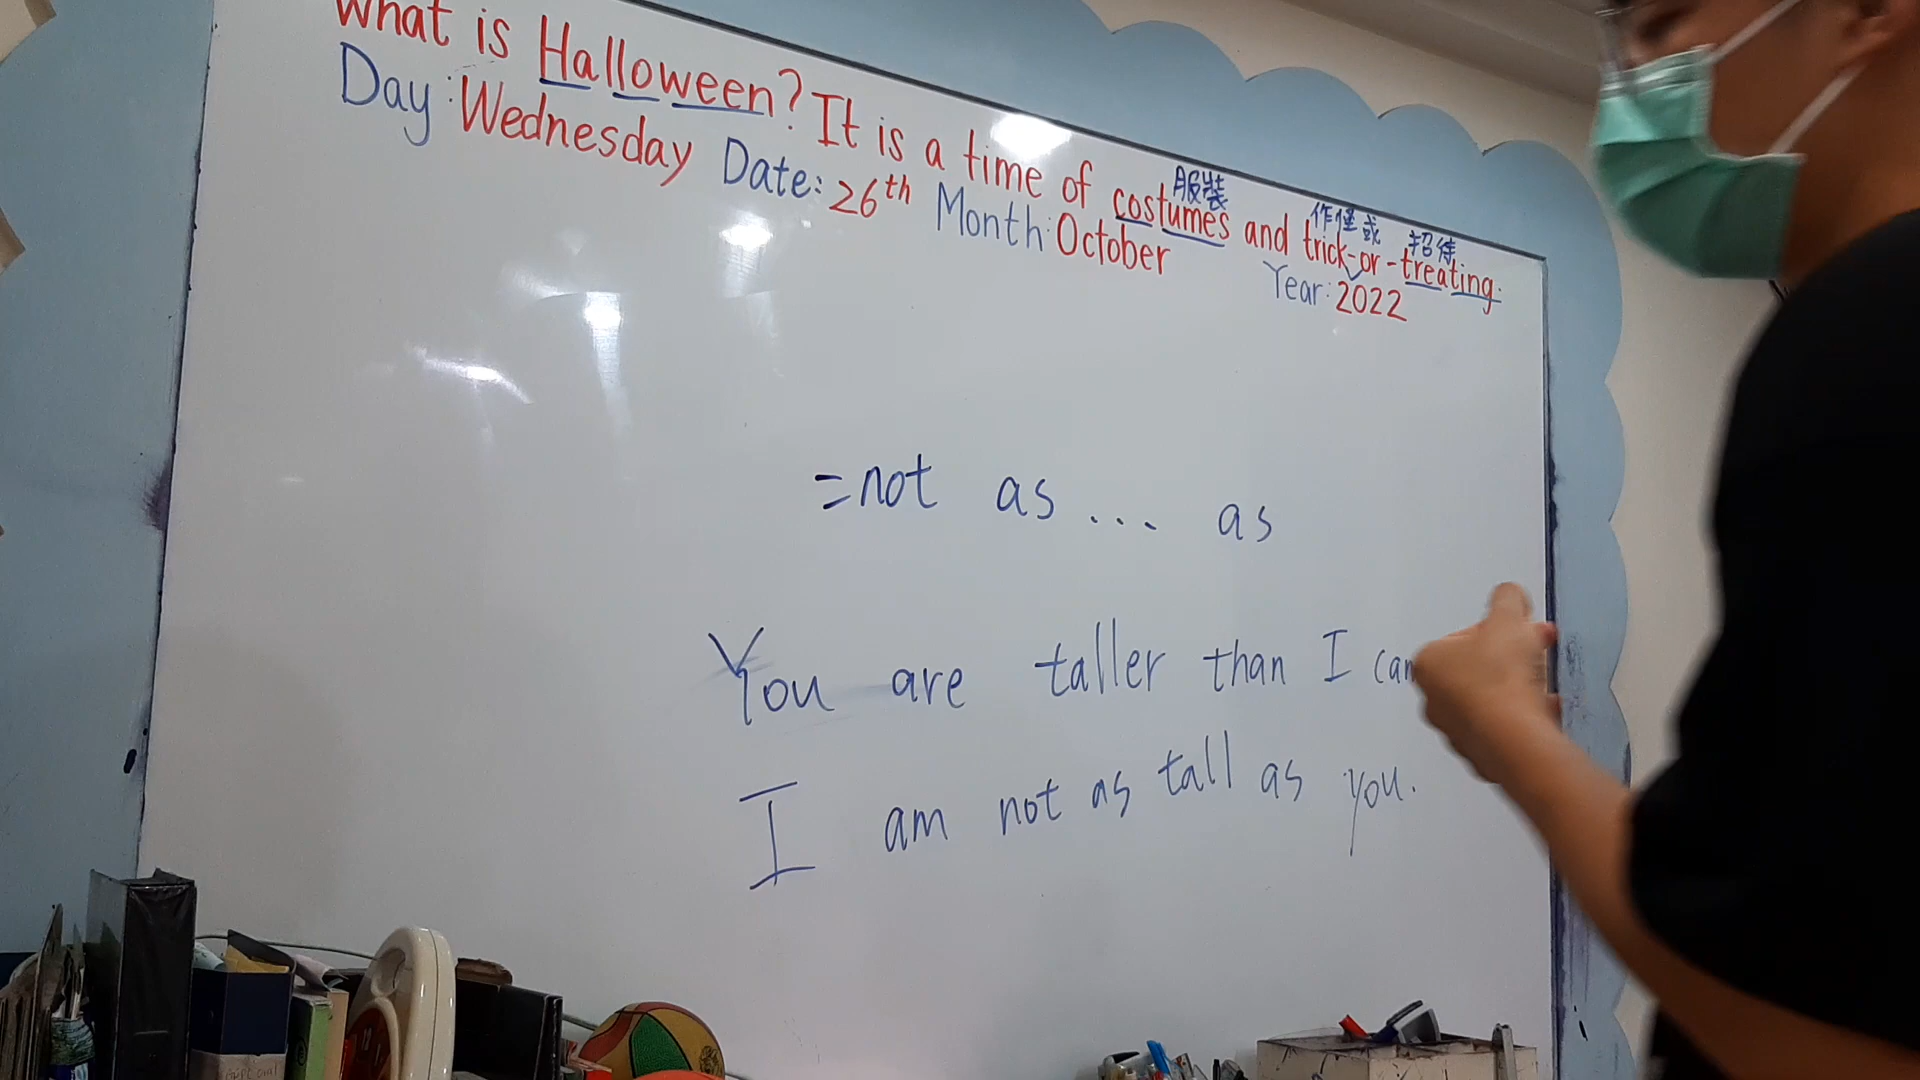 What is Halloween? It is a time of costumes and trick-or-treating.
服裝 作怪或 招待
Day: Wednesday Date: 26th Month: October Year: 2022
=not as ... as
You are taller than I can
I am not as tall as you.